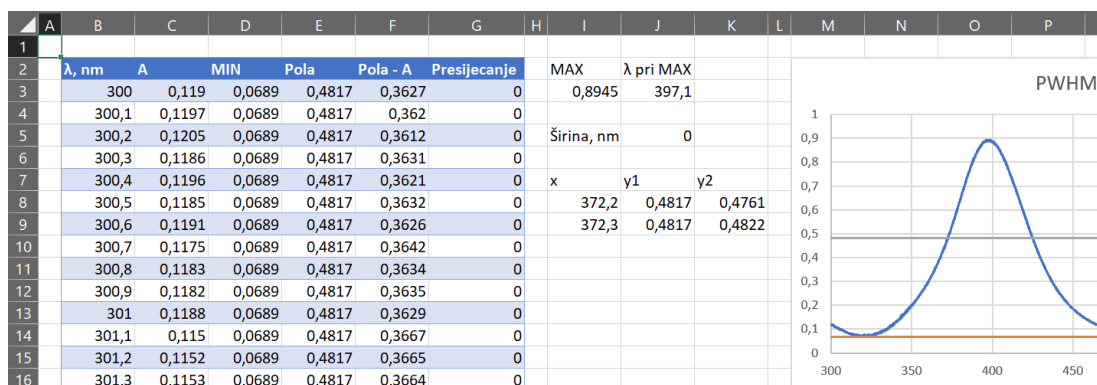 A B C D E F G H I J K L M N O P
1
2 λ, nm A MIN Pola Pola - A Presijecanje MAX λ pri MAX
3 300 0,119 0,0689 0,4817 0,3627 0 0,8945 397,1
4 300,1 0,1197 0,0689 0,4817 0,362 0
5 300,2 0,1205 0,0689 0,4817 0,3612 0 Širina, nm 0
6 300,3 0,1186 0,0689 0,4817 0,3631 0
7 300,4 0,1196 0,0689 0,4817 0,3621 0 x y1 y2
8 300,5 0,1185 0,0689 0,4817 0,3632 0 372,2 0,4817 0,4761
9 300,6 0,1191 0,0689 0,4817 0,3626 0 372,3 0,4817 0,4822
10 300,7 0,1175 0,0689 0,4817 0,3642 0
11 300,8 0,1183 0,0689 0,4817 0,3634 0
12 300,9 0,1182 0,0689 0,4817 0,3635 0
13 301 0,1188 0,0689 0,4817 0,3629 0
14 301,1 0,115 0,0689 0,4817 0,3667 0
15 301,2 0,1152 0,0689 0,4817 0,3665 0
16 301,3 0,1153 0,0689 0,4817 0,3664 0
PWHM
1
0,9
0,8
0,7
0,6
0,5
0,4
0,3
0,2
0,1
0
300 350 400 450